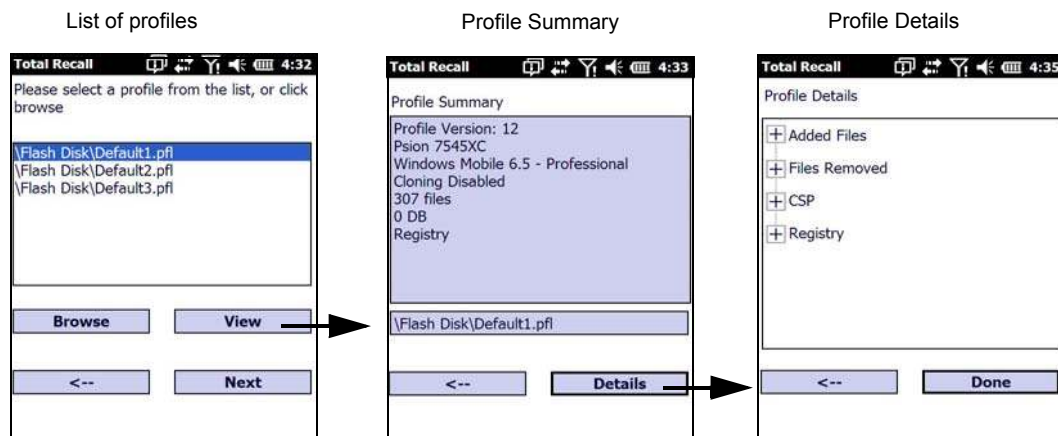 List of profiles
Total Recall 4:32
Please select a profile from the list, or click
browse
\Flash Disk\Default1.pfl
\Flash Disk\Default2.pfl
\Flash Disk\Default3.pfl
Browse View
<-- Next
Profile Summary
Total Recall 4:33
Profile Summary
Profile Version: 12
Psion 7545XC
Windows Mobile 6.5 - Professional
Cloning Disabled
307 files
0 DB
Registry
\Flash Disk\Default1.pfl
<-- Details
Profile Details
Total Recall 4:35
Profile Details
Added Files
Files Removed
CSP
Registry
<-- Done